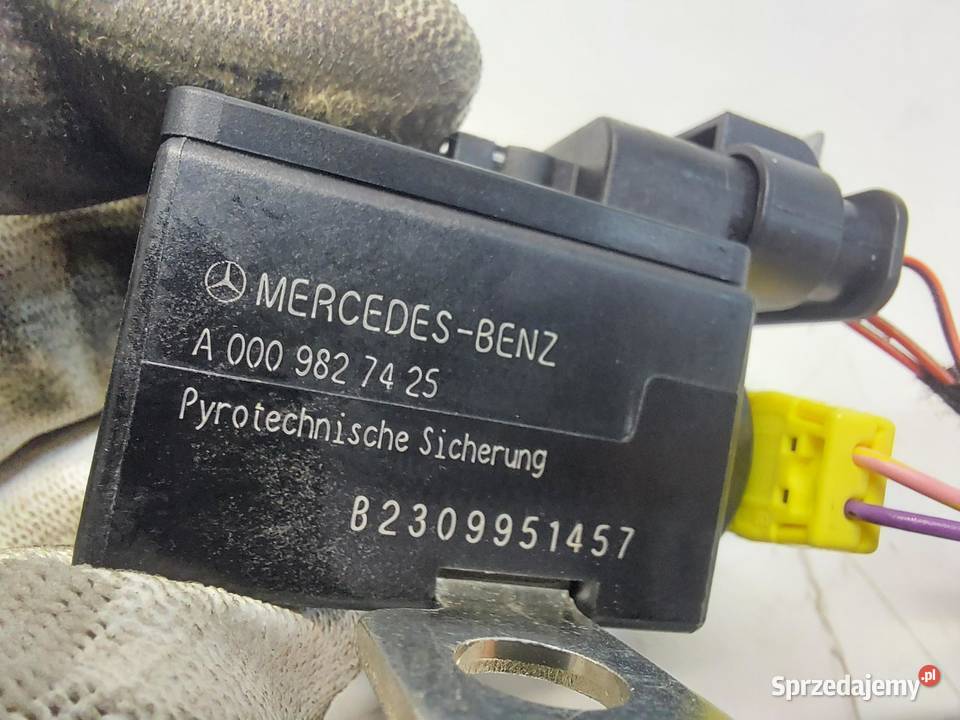 MERCEDES-BENZ
A 000 982 74 25
Pyrotechnische Sicherung
B2309951457
Sprzedajemy.pl